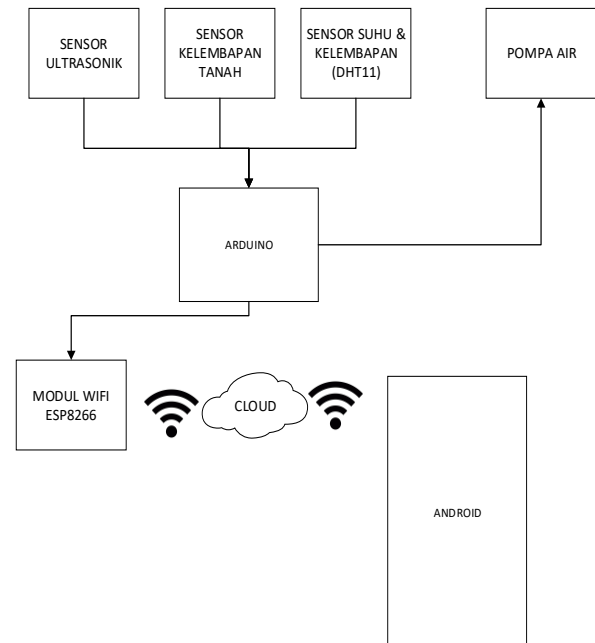 SENSOR
ULTRASONIK
SENSOR
KELEMBAPAN
TANAH
SENSOR SUHU &
KELEMBAPAN
(DHT11)
POMPA AIR
ARDUINO
MODUL WIFI
ESP8266
CLOUD
ANDROID